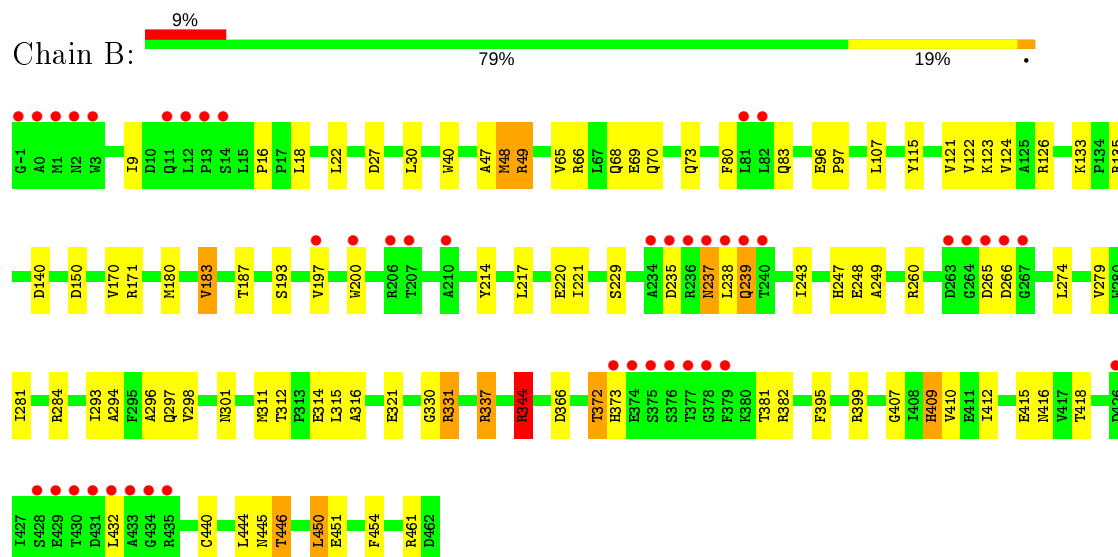 9%
Chain B:
79% 19% •
G-1 A0 M1 N2 W3 I9 D10 Q11 L12 P13 S14 L15 P16 P17 L18 L22 D27 L30 W40 A47 M48 R49 V65 R66 L67 Q68 E69 Q70 Q73 F80 L81 L82 Q83 E96 P97 L107 Y115 V121 V122 K123 V124 A125 R126 K133 P134 R135
D140 D150 V170 R171 M180 V183 T187 S193 V197 W200 R206 T207 A210 Y214 L217 E220 I221 S229 A234 D235 R236 N237 L238 Q239 T240 I243 H247 E248 A249 R260 D263 G264 D265 D266 G267 L274 V279 W280
I281 R284 I293 A294 F295 A296 Q297 V298 N301 M311 T312 P313 E314 L315 A316 E321 G330 R331 R337 R344 D366 T372 H373 E374 S375 S376 T377 G378 F379 K380 T381 R382 F395 R399 G407 I408 H409 V410 E411 I412 E415 N416 V417 T418
I427 S428 E429 T430 D431 L432 A433 G434 R435 C440 L444 N445 T446 L450 E451 F454 R461 D462